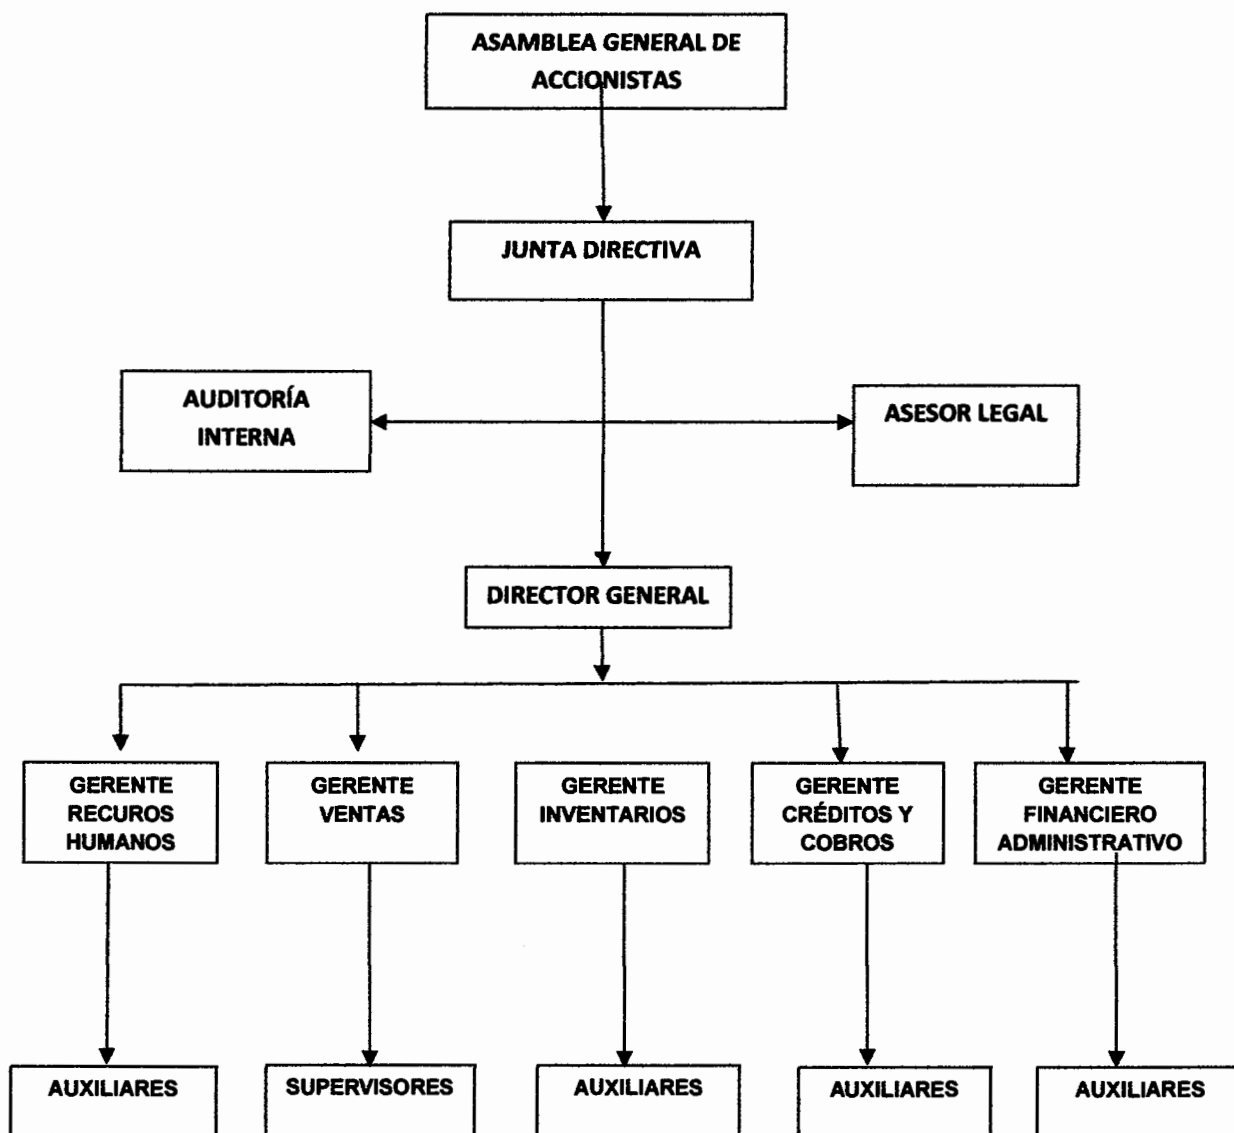 ASAMBLEA GENERAL DE
ACCIONISTAS
JUNTA DIRECTIVA
AUDITORÍA
INTERNA
ASESOR LEGAL
DIRECTOR GENERAL
GERENTE
RECUROS
HUMANOS
GERENTE
VENTAS
GERENTE
INVENTARIOS
GERENTE
CRÉDITOS Y
COBROS
GERENTE
FINANCIERO
ADMINISTRATIVO
AUXILIARES
SUPERVISORES
AUXILIARES
AUXILIARES
AUXILIARES